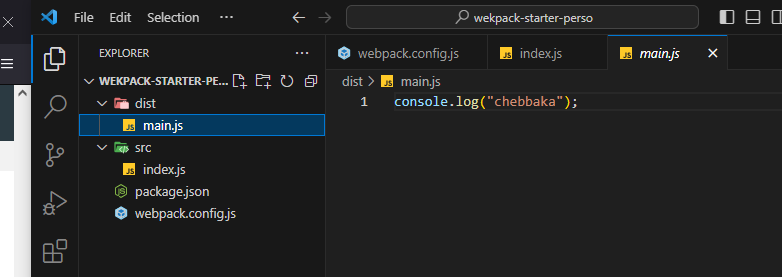 File Edit Selection ··· wekpack-starter-perso
EXPLORER ···
WEKPACK-STARTER-PE...
dist
JS main.js
src
JS index.js
package.json
webpack.config.js
webpack.config.js JS index.js JS main.js
dist > JS main.js
1 console.log("chebbaka");